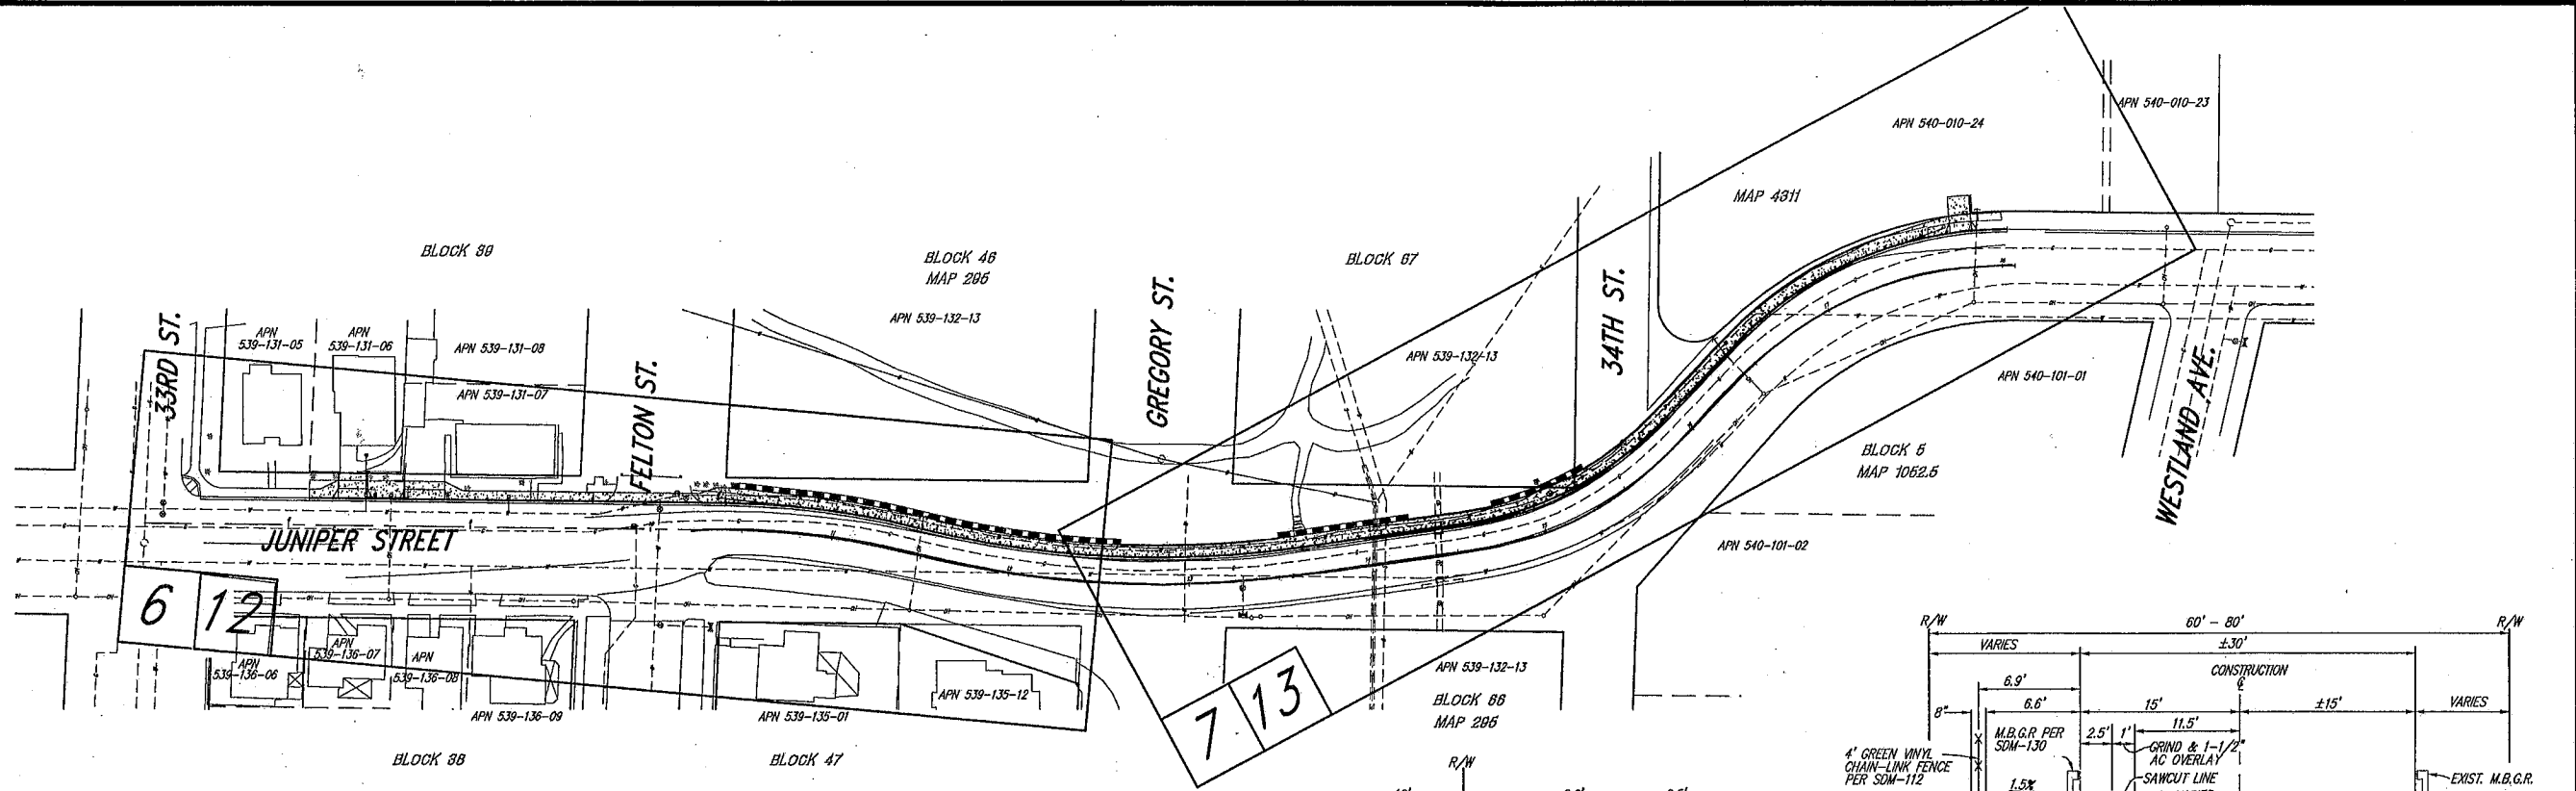 APN 540-010-23
APN 540-010-24
MAP 4311
BLOCK 39
BLOCK 46
MAP 295
BLOCK 67
APN 539-132-13
33RD ST.
APN
539-131-05
APN
539-131-06
APN 539-131-08
APN 539-131-07
FELTON ST.
GREGORY ST.
APN 539-132-13
34TH ST.
APN 540-101-01
WESTLAND AVE.
BLOCK 5
MAP 1052.5
JUNIPER STREET
APN 540-101-02
6
12
APN
539-136-06
APN
539-136-07
APN
539-136-08
APN 539-136-09
APN 539-135-01
APN 539-135-12
APN 539-132-13
BLOCK 66
MAP 295
7
13
BLOCK 38
BLOCK 47
R/W
R/W
60' - 80'
R/W
VARIES
±30'
CONSTRUCTION
℄
6.9'
8"
6.6'
15'
±15'
VARIES
11.5'
M.B.G.R PER
SDM-130
2.5'
1'
GRIND & 1-1/2"
AC OVERLAY
4' GREEN VINYL
CHAIN-LINK FENCE
PER SDM-112
SAWCUT LINE
EXIST. M.B.G.R.
1.5%